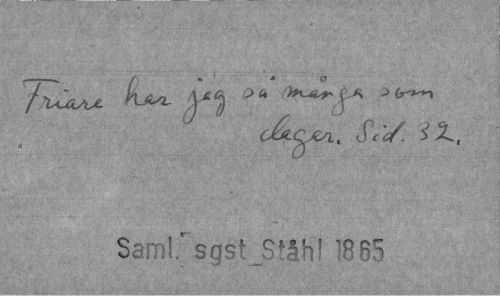 Friare har jag så många som
dagar. Sid. 32.
Saml. sgst Ståhl 1865